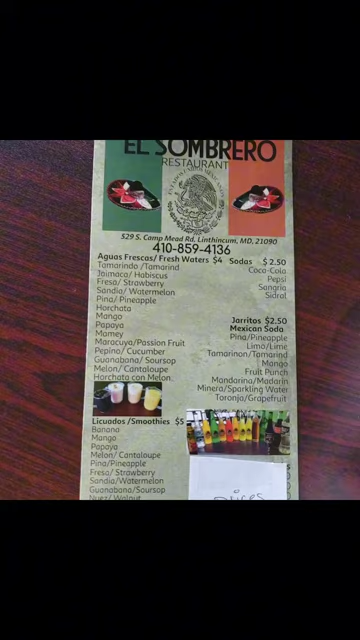 EL SOMBRERO
RESTAURANT
529 S. Camp Mead Rd. Linthincum, MD. 21090
410-859-4136
Aguas Frescas/ Fresh Waters $4
Tamarindo /Tamarind
Jaimaca/ Habiscus
Fresa/ Strawberry
Sandia/ Watermelon
Pina/ Pineapple
Horchata
Mango
Papaya
Mamey
Maracuya/Passion Fruit
Pepino/ Cucumber
Guanabana/ Soursop
Melon/ Cantaloupe
Horchata con Melon
Licuados /Smoothies $5
Banana
Mango
Papaya
Melon/ Cantaloupe
Pina/Pineapple
Fresa/ Strawberry
Sandia/Watermelon
Guanabana/Soursop
Nuez/ Walnut
Sodas $ 2.50
Coca-Cola
Pepsi
Sangria
Sidral
Jarritos $2.50
Mexican Soda
Pina/Pineapple
Limo/Lime
Tamarinon/Tamarind
Mango
Fruit Punch
Mandarina/Madarin
Minera/Sparkling Water
Toronja/Grapefruit